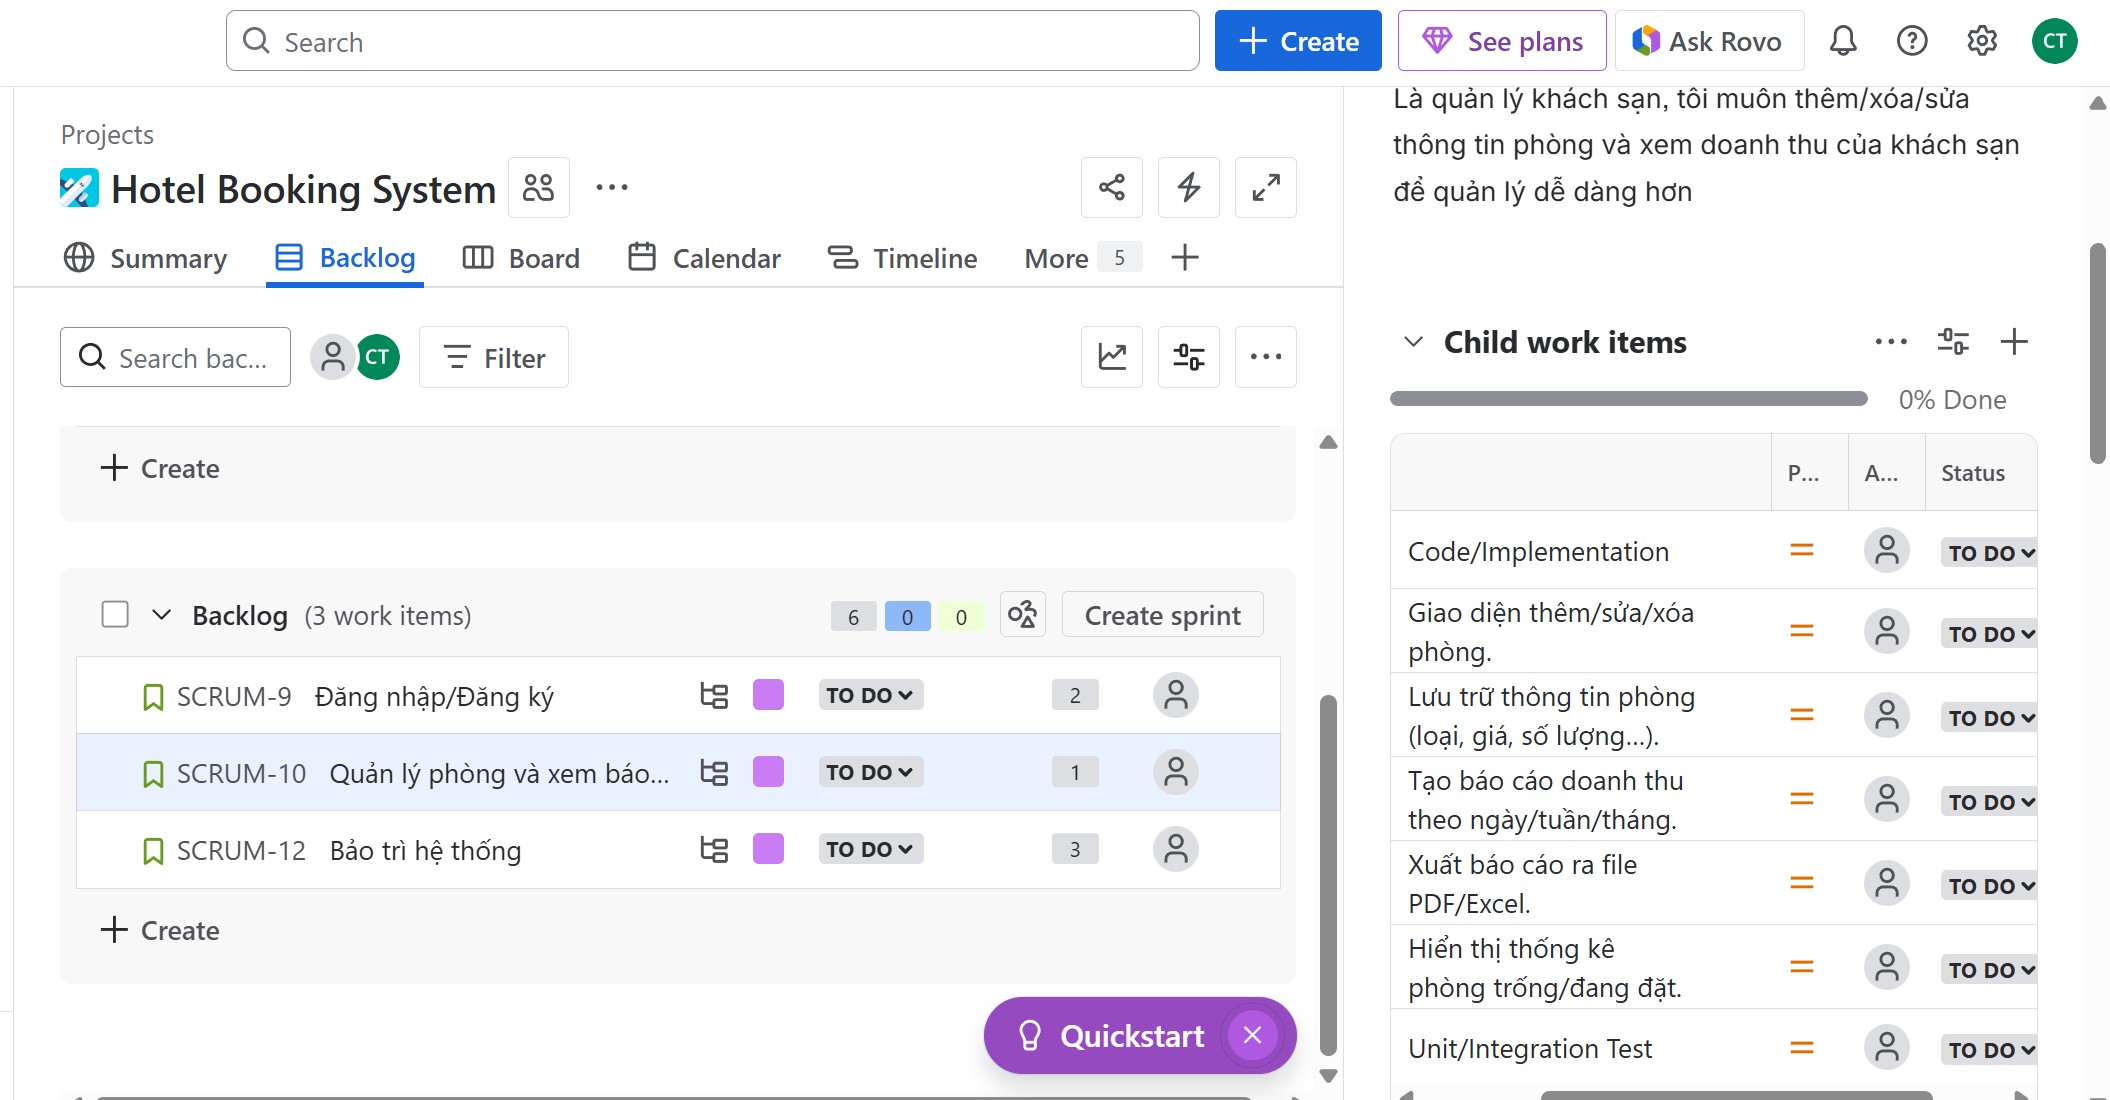 Search
Create
See plans
Ask Rovo
CT
Projects
Hotel Booking System
Summary
Backlog
Board
Calendar
Timeline
More 5
Search bac...
CT
Filter
Create
Backlog (3 work items)
6 0 0
Create sprint
SCRUM-9 Đăng nhập/Đăng ký TO DO 2
SCRUM-10 Quản lý phòng và xem báo... TO DO 1
SCRUM-12 Bảo trì hệ thống TO DO 3
Create
Quickstart
Là quản lý khách sạn, tôi muôn thêm/xóa/sửa
thông tin phòng và xem doanh thu của khách sạn
để quản lý dễ dàng hơn
Child work items
0% Done
P... A... Status
Code/Implementation TO DO
Giao diện thêm/sửa/xóa
phòng. TO DO
Lưu trữ thông tin phòng
(loại, giá, số lượng...). TO DO
Tạo báo cáo doanh thu
theo ngày/tuần/tháng. TO DO
Xuất báo cáo ra file
PDF/Excel. TO DO
Hiển thị thống kê
phòng trống/đang đặt. TO DO
Unit/Integration Test TO DO